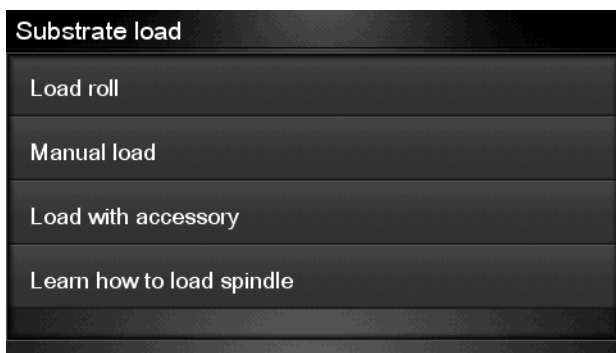 Substrate load
Load roll
Manual load
Load with accessory
Learn how to load spindle